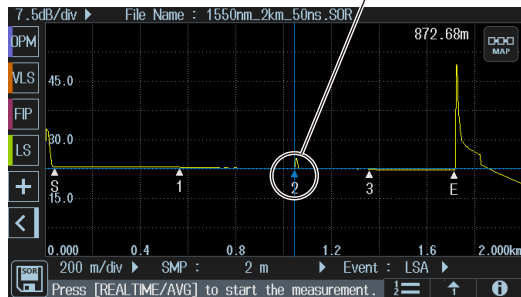 7.5dB/div ▶ File Name : 1550nm_2km_50ns.SOR
872.68m
MAP
OPM
VLS
FIP
LS
+
<
45.0
30.0
15.0
S 1 2 3 E
0.000 0.4 0.8 1.2 1.6 2.000km
SOR
200 m/div ▶ SMP : 2 m ▶ Event : LSA ▶
Press [REALTIME/AVG] to start the measurement.
1
2
i